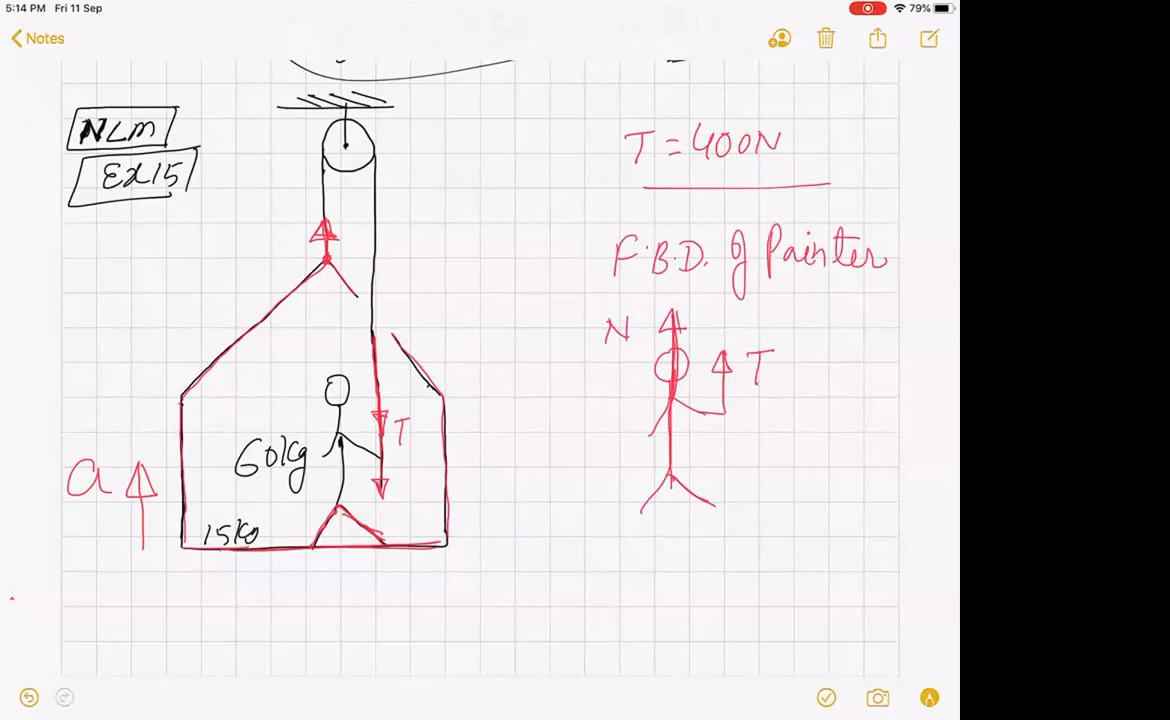 5:14 PM Fri 11 Sep
79%
Notes
NLM
Ex15
T = 400N
F.B.D. of Painter
N
T
T
60Kg
a
15Kg